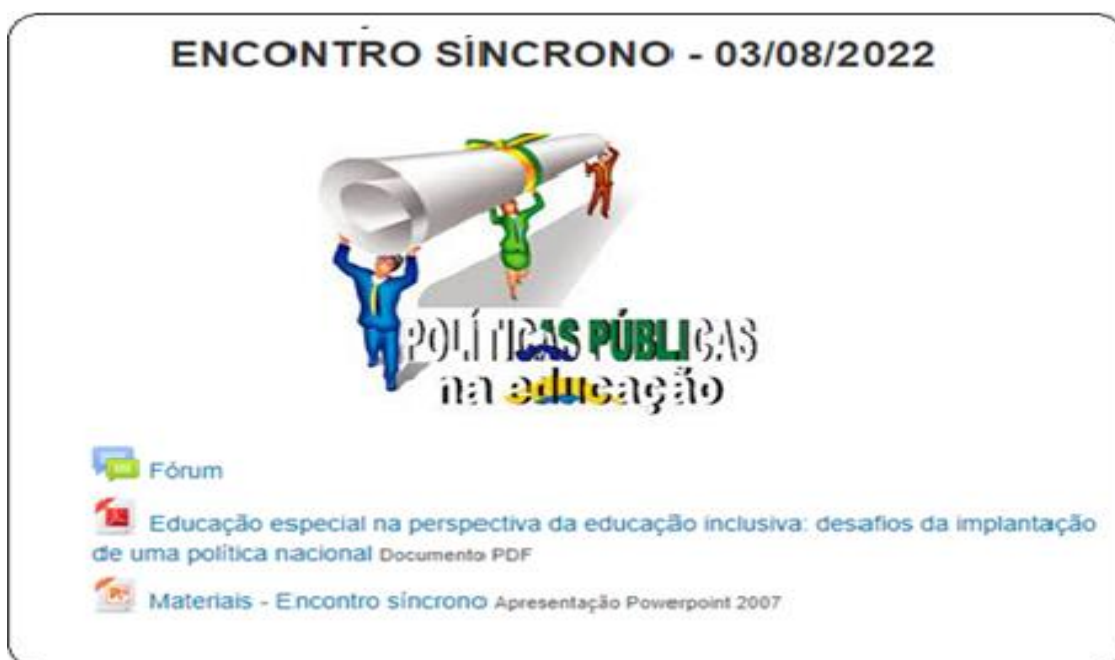 ENCONTRO SÍNCRONO - 03/08/2022
POLÍTICAS PÚBLICAS
na educação
Fórum
Educação especial na perspectiva da educação inclusiva: desafios da implantação
de uma política nacional Documento PDF
Materiais - Encontro síncrono Apresentação Powerpoint 2007